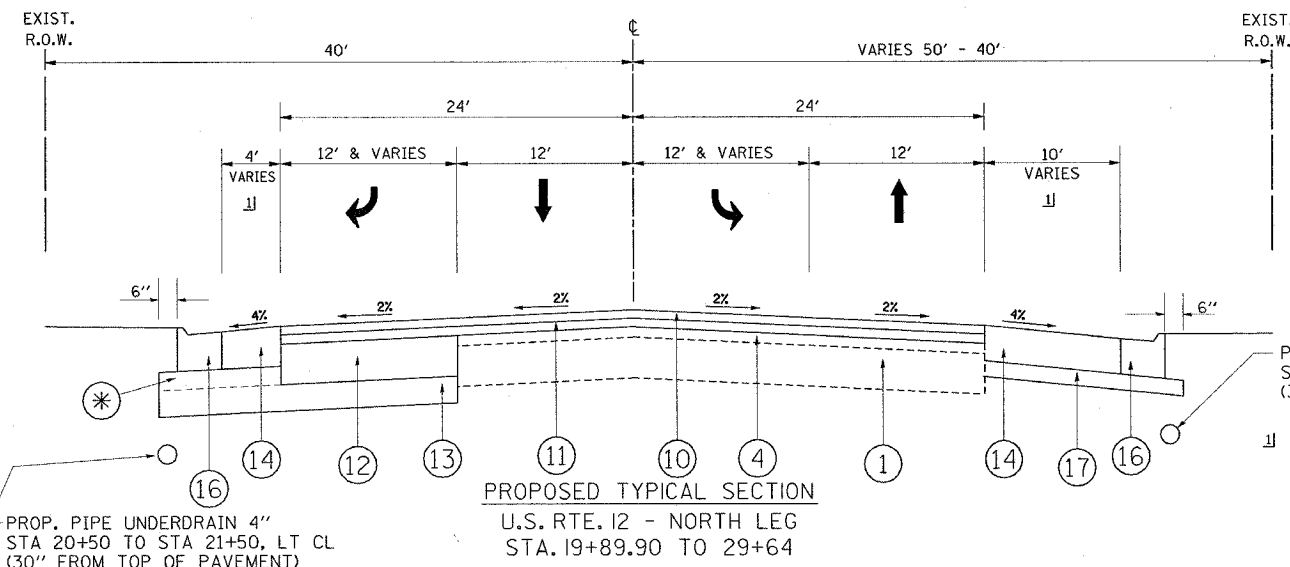 EXIST.
R.O.W.
℄
EXIST.
R.O.W.
40'
VARIES 50' - 40'
24'
24'
4'
VARIES
1
12' & VARIES
12'
12' & VARIES
12'
10'
VARIES
1
6"
4%
2%
2%
2%
2%
4%
6"
*
P
S
(3
1
16
14
12
13
11
10
4
1
14
17
16
PROPOSED TYPICAL SECTION
U.S. RTE. 12 - NORTH LEG
STA. 19+89.90 TO 29+64
PROP. PIPE UNDERDRAIN 4"
STA 20+50 TO STA 21+50, LT CL
(30" FROM TOP OF PAVEMENT)